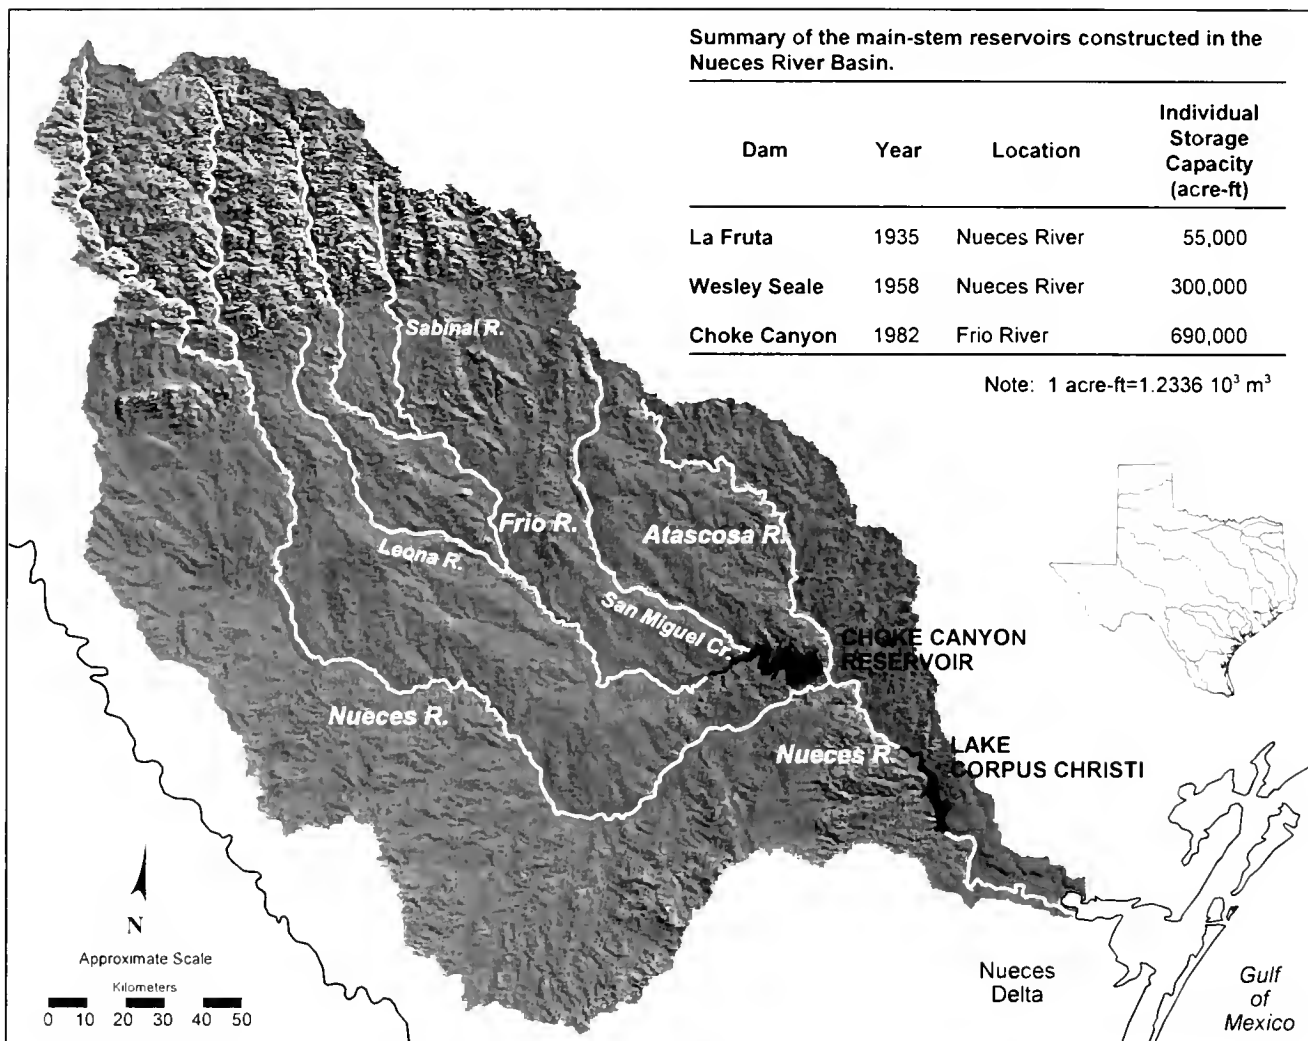 Summary of the main-stem reservoirs constructed in the
Nueces River Basin.
Dam Year Location Individual Storage Capacity (acre-ft)
La Fruta 1935 Nueces River 55,000
Wesley Seale 1958 Nueces River 300,000
Choke Canyon 1982 Frio River 690,000
Note: 1 acre-ft=1.2336 10³ m³
Sabinal R.
Frio R.
Atascosa R.
Leona R.
San Miguel Cr.
CHOKE CANYON
RESERVOIR
Nueces R.
Nueces R.
LAKE
CORPUS CHRISTI
N
Approximate Scale
Kilometers
0 10 20 30 40 50
Nueces
Delta
Gulf
of
Mexico